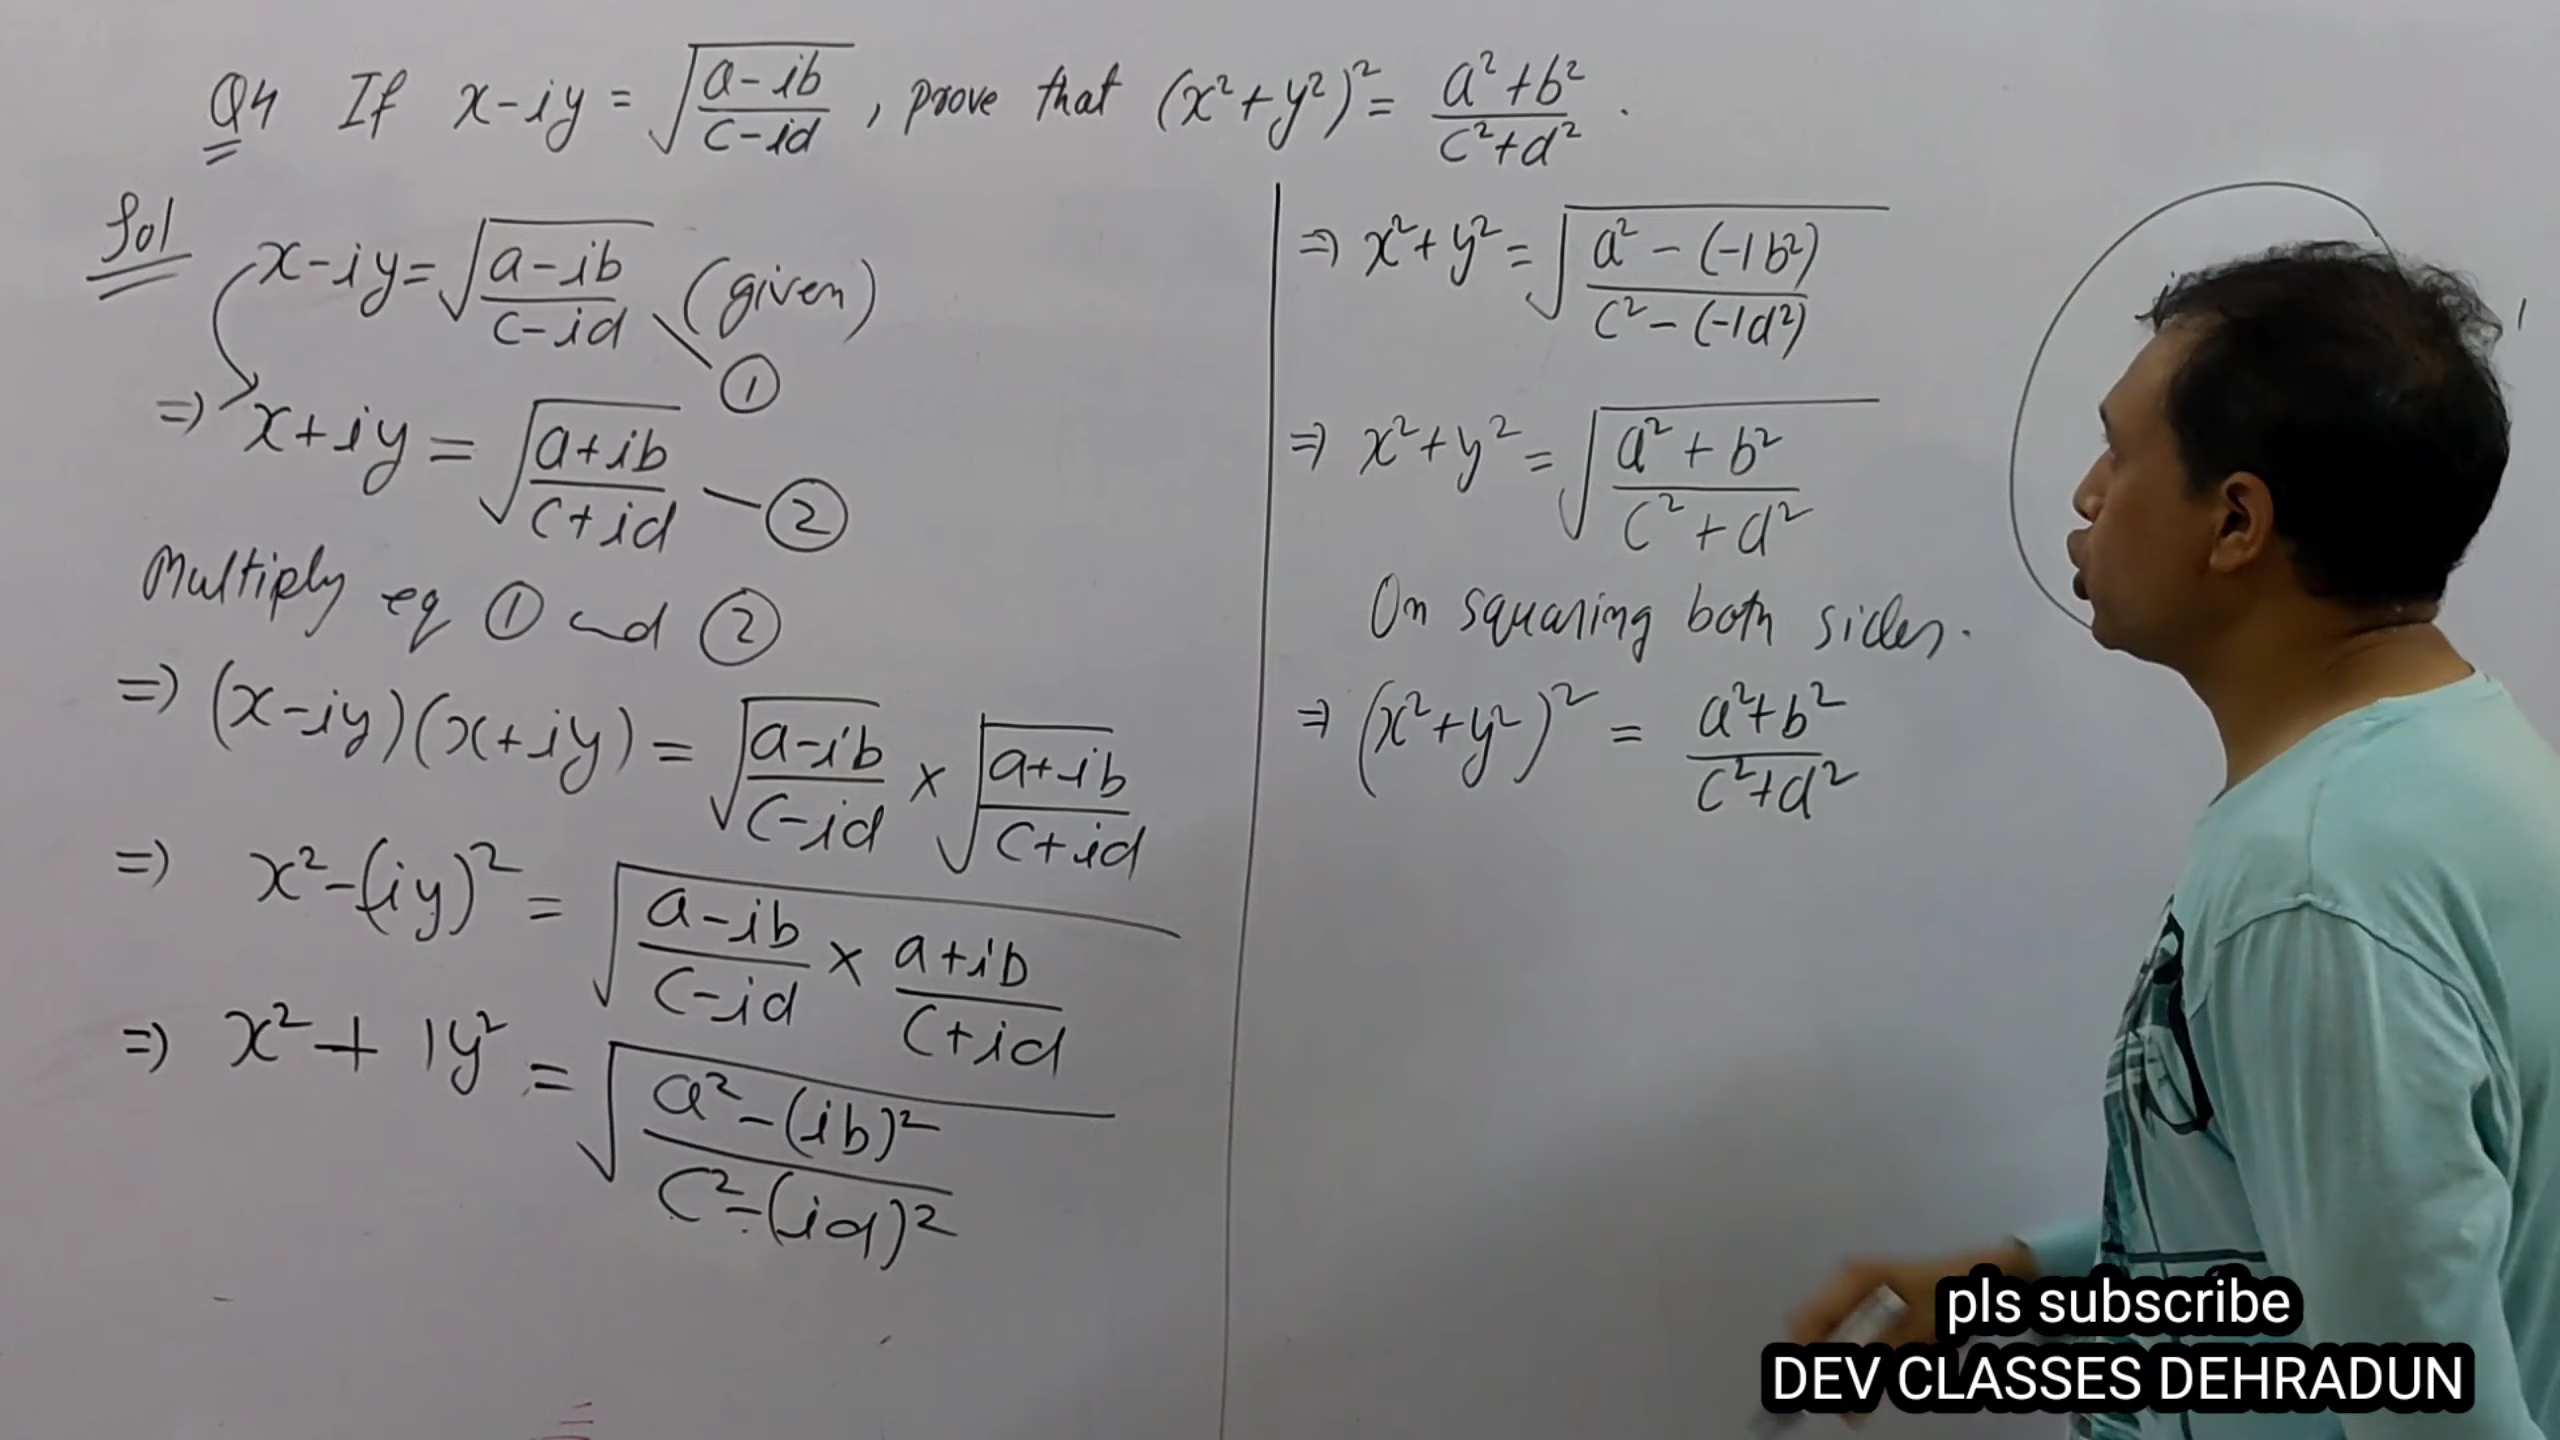 Q4 If x-iy = √(a-ib/c-id), prove that (x²+y²)² = a²+b²/c²+d².
Sol
x-iy = √(a-ib/c-id) (given)
①
⇒ x+iy = √(a+ib/c+id) — ②
Multiply eq ① and ②
⇒ (x-iy)(x+iy) = √(a-ib/c-id) × √(a+ib/c+id)
⇒ x²-(iy)² = √(a-ib/c-id × a+ib/c+id)
⇒ x² + 1y² = √(a²-(ib)²/c²-(id)²)
⇒ x²+y² = √(a²-(-1b²)/c²-(-1d²))
⇒ x²+y² = √(a²+b²/c²+d²)
On squaring both sides.
⇒ (x²+y²)² = a²+b²/c²+d²
pls subscribe
DEV CLASSES DEHRADUN